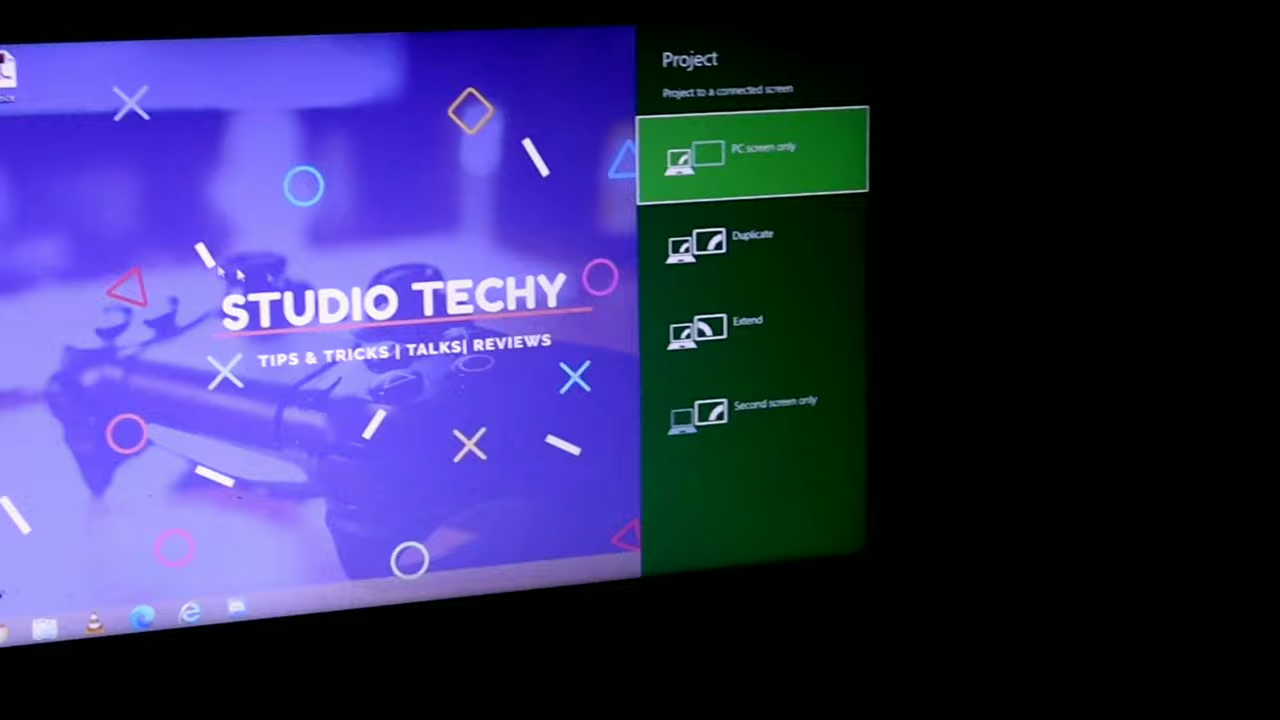 STUDIO TECHY
TIPS & TRICKS | TALKS| REVIEWS
Project
Project to a connected screen
PC screen only
Duplicate
Extend
Second screen only